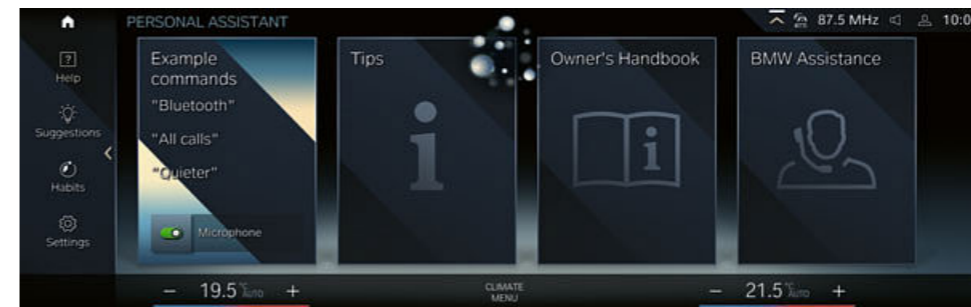 PERSONAL ASSISTANT
87.5 MHz
10:0
Help
Suggestions
Habits
Settings
Example
commands
"Bluetooth"
"All calls"
"Quieter"
Microphone
Tips
Owner's Handbook
BMW Assistance
- 19.5 °C AUTO +
CLIMATE
MENU
- 21.5 °C AUTO +